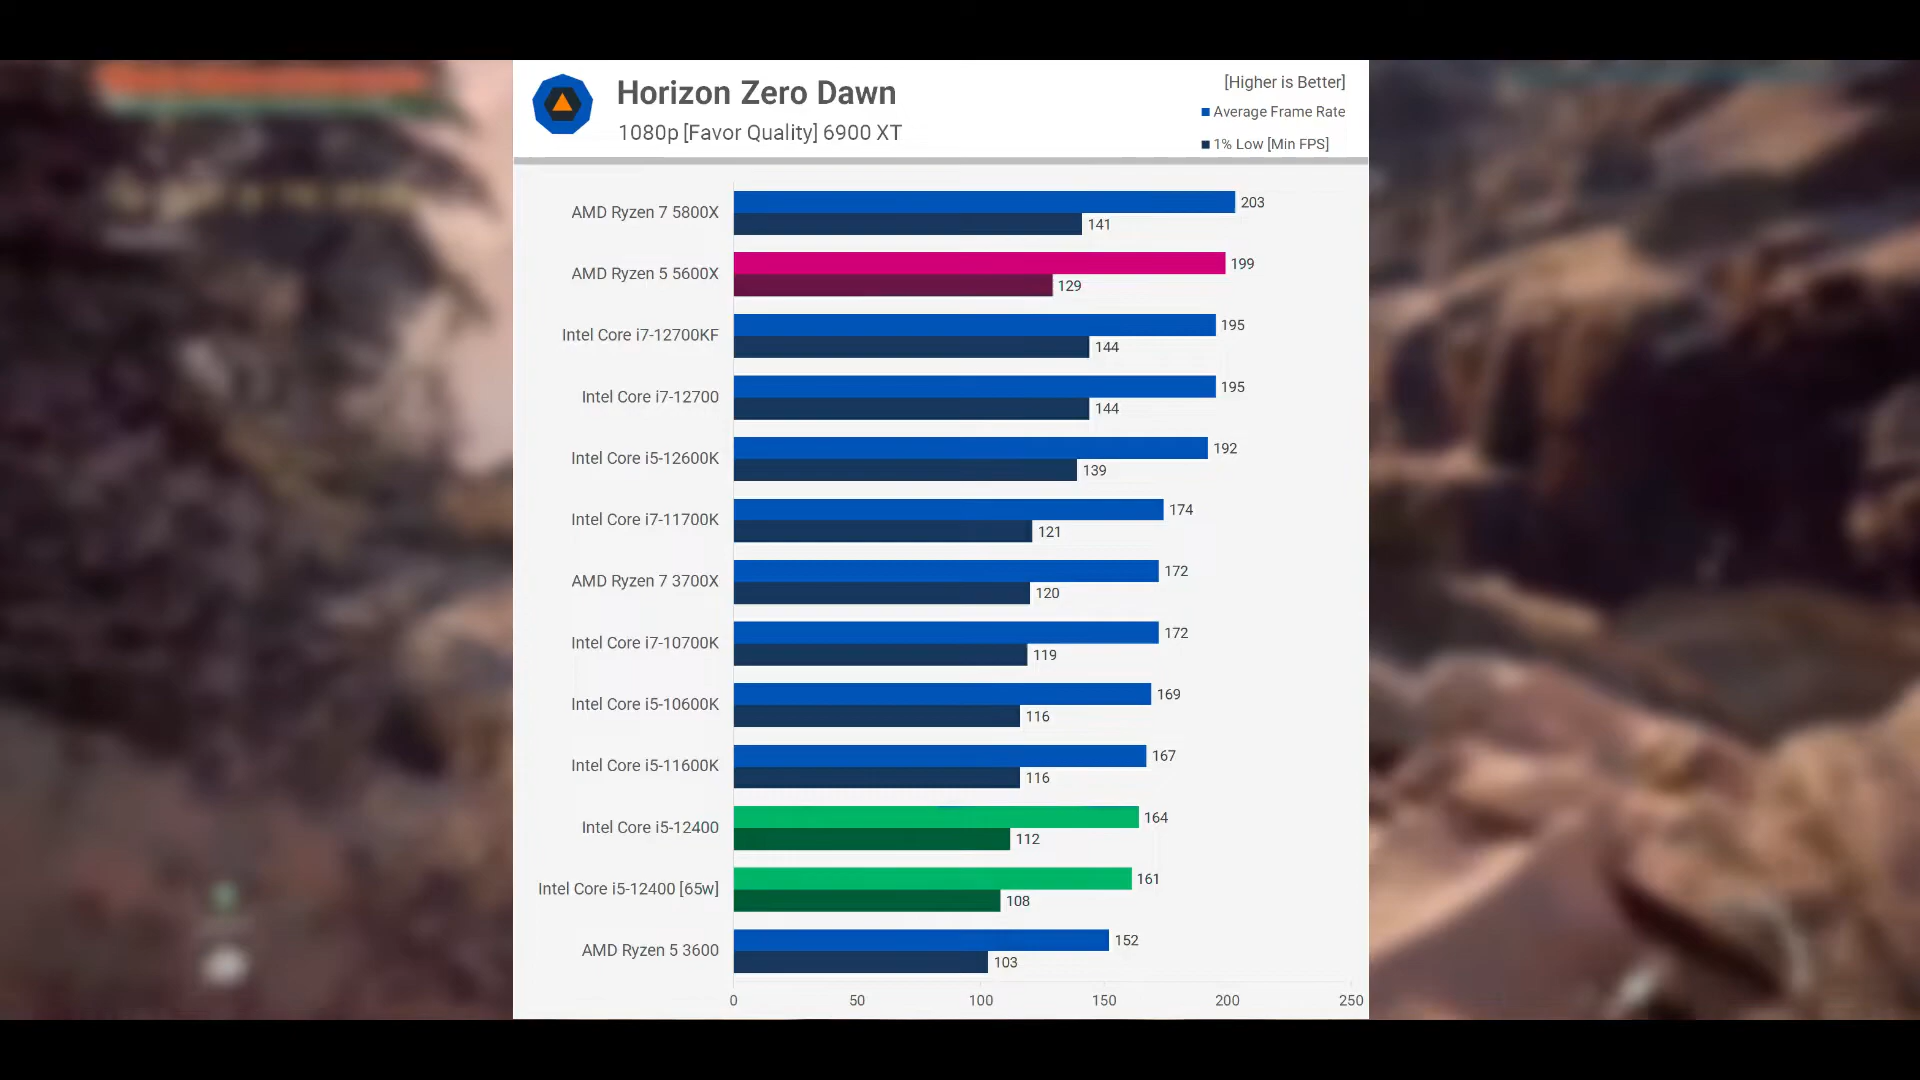 Horizon Zero Dawn
1080p [Favor Quality] 6900 XT
[Higher is Better]
Average Frame Rate
1% Low [Min FPS]
AMD Ryzen 7 5800X
203
141
AMD Ryzen 5 5600X
199
129
Intel Core i7-12700KF
195
144
Intel Core i7-12700
195
144
Intel Core i5-12600K
192
139
Intel Core i7-11700K
174
121
AMD Ryzen 7 3700X
172
120
Intel Core i7-10700K
172
119
Intel Core i5-10600K
169
116
Intel Core i5-11600K
167
116
Intel Core i5-12400
164
112
Intel Core i5-12400 [65w]
161
108
AMD Ryzen 5 3600
152
103
0 50 100 150 200 250